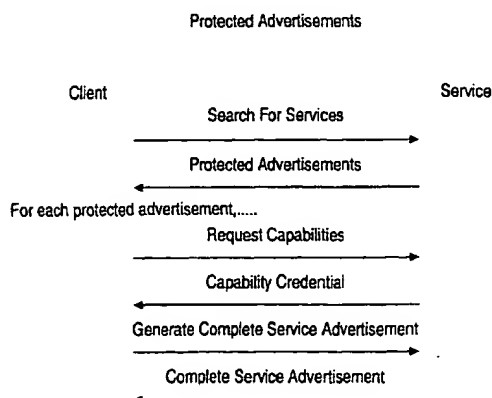 Protected Advertisements
Client
Service
Search For Services
Protected Advertisements
For each protected advertisement,.....
Request Capabilities
Capability Credential
Generate Complete Service Advertisement
Complete Service Advertisement